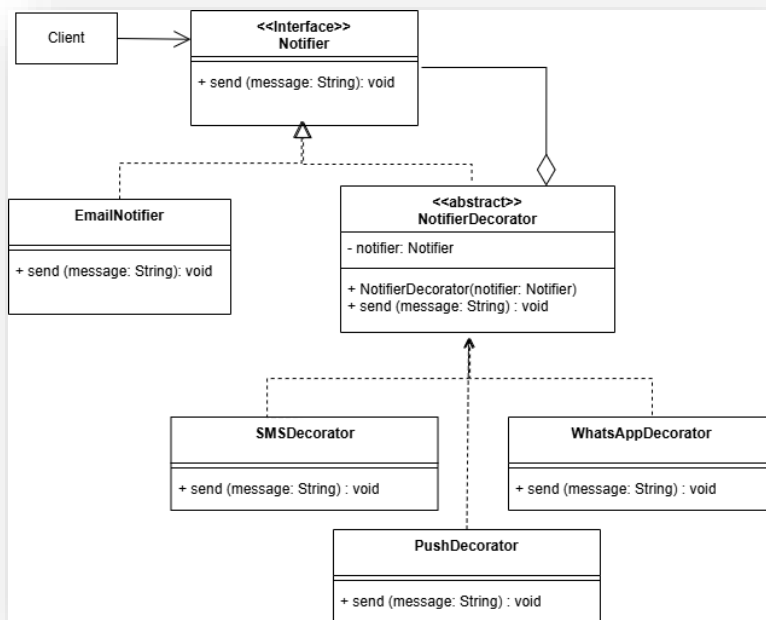 Client
<<Interface>>
Notifier
+ send (message: String): void
EmailNotifier
+ send (message: String): void
<<abstract>>
NotifierDecorator
- notifier: Notifier
+ NotifierDecorator(notifier: Notifier)
+ send (message: String) : void
SMSDecorator
+ send (message: String) : void
WhatsAppDecorator
+ send (message: String) : void
PushDecorator
+ send (message: String) : void